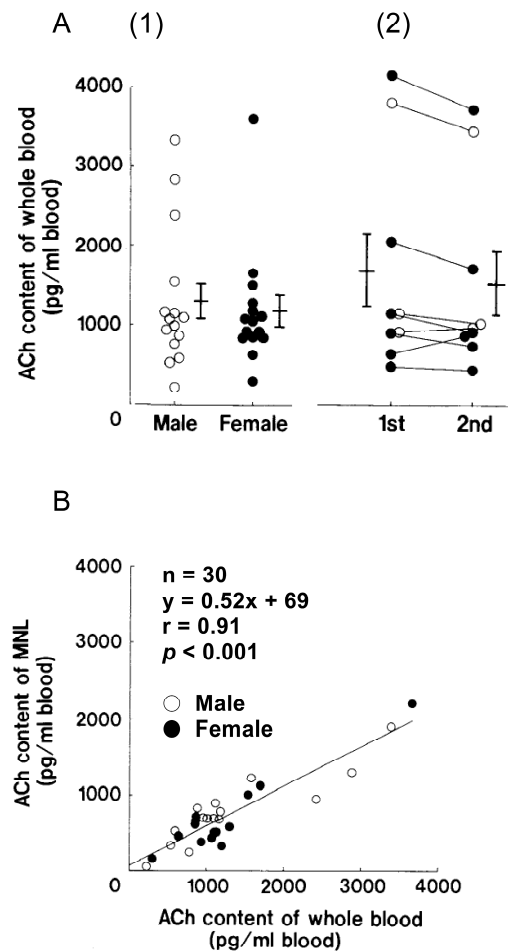 A (1) (2)
ACh content of whole blood
(pg/ml blood)
4000
3000
2000
1000
0
Male Female 1st 2nd
B
ACh content of MNL
(pg/ml blood)
4000
3000
2000
1000
0
n = 30
y = 0.52x + 69
r = 0.91
p < 0.001
Male
Female
1000 2000 3000 4000
ACh content of whole blood
(pg/ml blood)